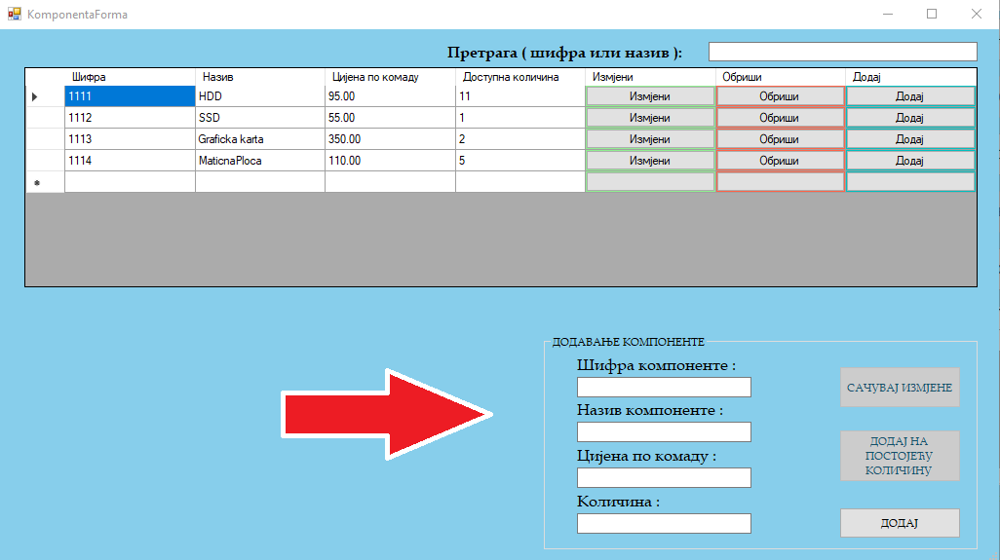 KomponentaForma
Претрага ( шифра или назив ):
Шифра Назив Цијена по комаду Доступна количина Измјени Обриши Додај
1111 HDD 95.00 11 Измјени Обриши Додај
1112 SSD 55.00 1 Измјени Обриши Додај
1113 Graficka karta 350.00 2 Измјени Обриши Додај
1114 MaticnaPloca 110.00 5 Измјени Обриши Додај
ДОДАВАЊЕ КОМПОНЕНТЕ
Шифра компоненте :
Назив компоненте :
Цијена по комаду :
Количина :
САЧУВАЈ ИЗМЈЕНЕ
ДОДАЈ НА
ПОСТОЈЕЋУ
КОЛИЧИНУ
ДОДАЈ